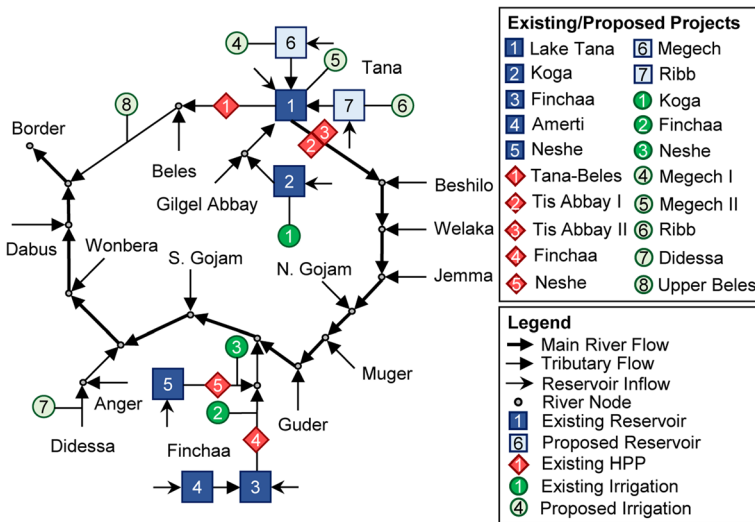 4
6
5
Tana
8
1
1
7
6
Border
3
2
Beles
2
Gilgel Abbay
Beshilo
1
Welaka
Dabus
Wonbera
S. Gojam
N. Gojam
Jemma
3
Muger
5
5
Anger
2
Guder
7
Didessa
Finchaa
4
4
3
Existing/Proposed Projects
1 Lake Tana
2 Koga
3 Finchaa
4 Amerti
5 Neshe
1 Tana-Beles
2 Tis Abbay I
3 Tis Abbay II
4 Finchaa
5 Neshe
6 Megech
7 Ribb
1 Koga
2 Finchaa
3 Neshe
4 Megech I
5 Megech II
6 Ribb
7 Didessa
8 Upper Beles
Legend
Main River Flow
Tributary Flow
Reservoir Inflow
River Node
1 Existing Reservoir
6 Proposed Reservoir
1 Existing HPP
1 Existing Irrigation
4 Proposed Irrigation